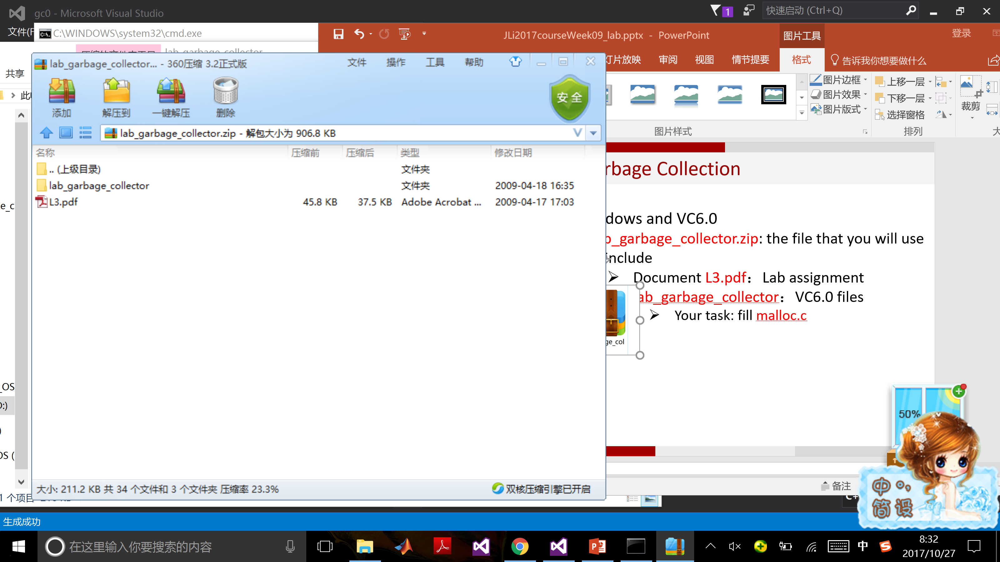 gc0 - Microsoft Visual Studio
1
快速启动 (Ctrl+Q)
文件(F
C:\WINDOWS\system32\cmd.exe
JLi2017courseWeek09_lab.pptx - PowerPoint
图片工具
登录
压缩的文件夹工具
lab_garbage_collector
灯片放映 审阅 视图 情节提要 格式 告诉我你想要做什么
共享
lab_garbage_collector... - 360压缩 3.2正式版
文件 操作 工具 帮助
添加 解压到 一键解压 删除
安全
图片边框
图片效果
图片版式
上移一层
下移一层
选择窗格
裁剪
图片样式
排列
大
lab_garbage_collector.zip - 解包大小为 906.8 KB
名称 压缩前 压缩后 类型 修改日期
.. (上级目录) 文件夹
lab_garbage_collector 文件夹 2009-04-18 16:35
L3.pdf 45.8 KB 37.5 KB Adobe Acrobat ... 2009-04-17 17:03
e_c
_OS
D:)
)
OS (
rbage Collection
dows and VC6.0
b_garbage_collector.zip: the file that you will use
include
Document L3.pdf： Lab assignment
ab_garbage_collector： VC6.0 files
Your task: fill malloc.c
ge_col
50%
大小: 211.2 KB 共 34 个文件和 3 个文件夹 压缩率 23.3%
双核压缩引擎已开启
1 个项目
备注
C+
中 °,
简 设
生成成功
在这里输入你要搜索的内容
中
8:32
2017/10/27